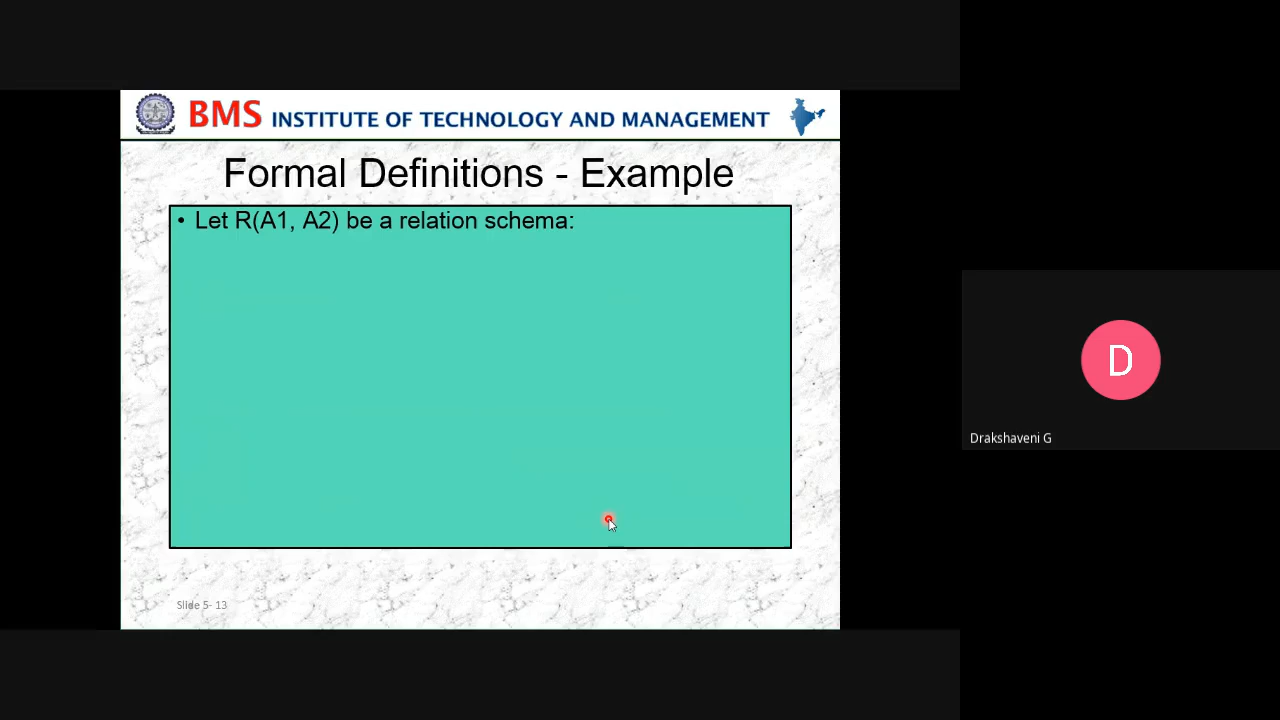 BMS INSTITUTE OF TECHNOLOGY AND MANAGEMENT
Formal Definitions - Example
• Let R(A1, A2) be a relation schema:
Slide 5- 13
D
Drakshaveni G